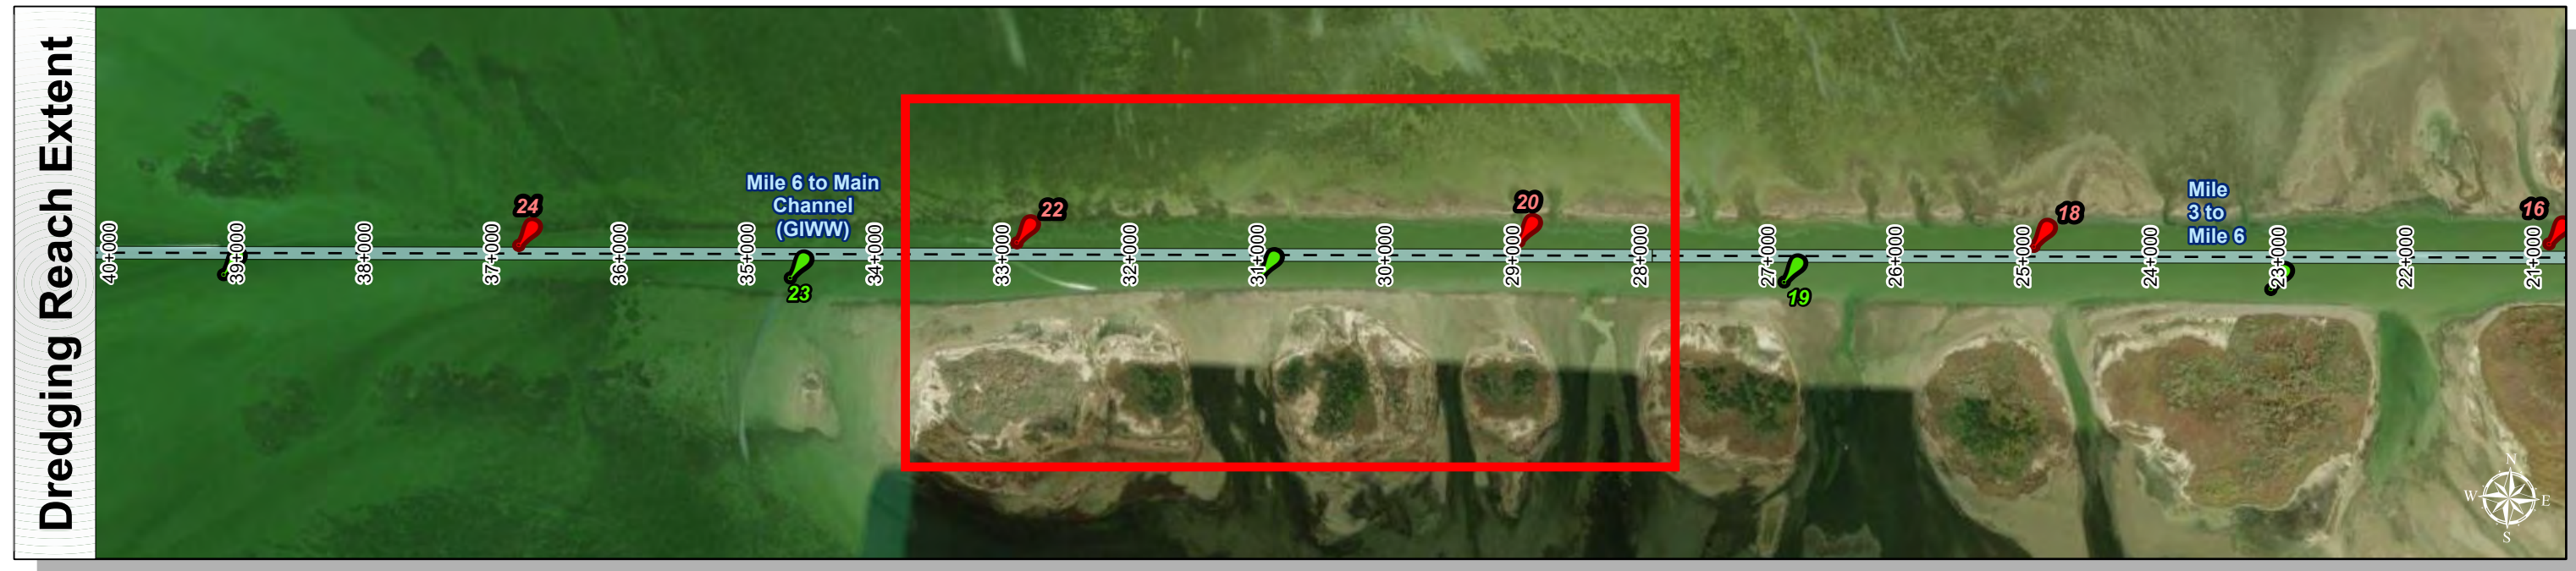 Dredging Reach Extent
Mile 6 to Main
Channel
(GIWW)
Mile
3 to
Mile 6
24
22
20
18
16
23
19
40+000
39+000
38+000
37+000
36+000
35+000
34+000
33+000
32+000
31+000
30+000
29+000
28+000
27+000
26+000
25+000
24+000
23+000
22+000
21+000
N
W
E
S